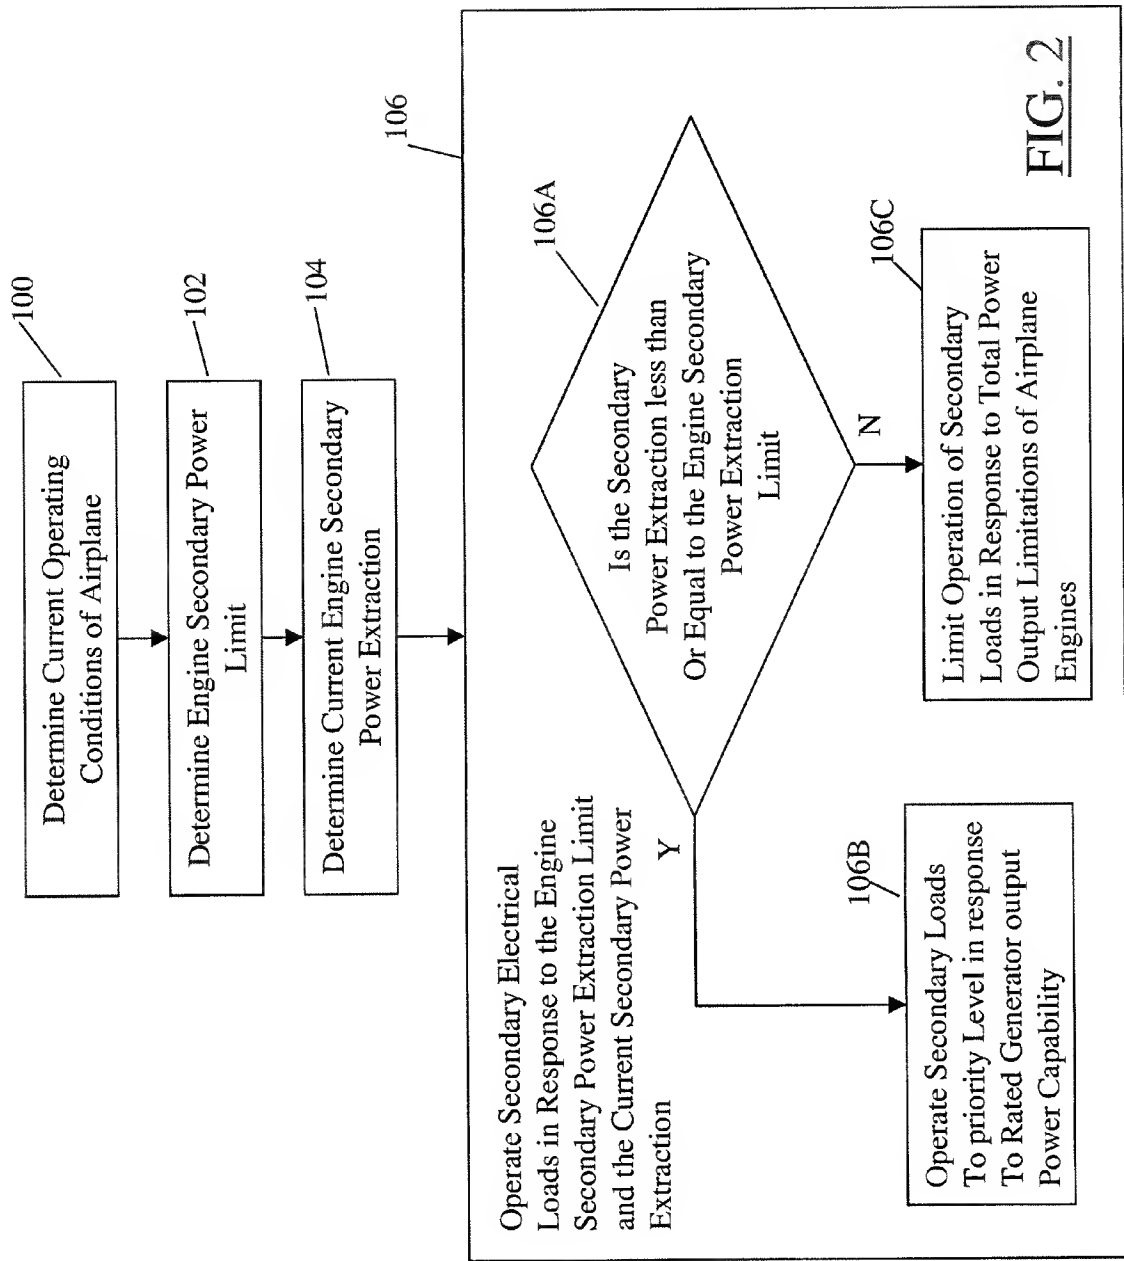 100
Determine Current Operating
Conditions of Airplane
102
Determine Engine Secondary Power
Limit
104
Determine Current Engine Secondary
Power Extraction
106
Operate Secondary Electrical
Loads in Response to the Engine
Secondary Power Extraction Limit
and the Current Secondary Power
Extraction
106A
Is the Secondary
Power Extraction less than
Or Equal to the Engine Secondary
Power Extraction
Limit
Y
N
106B
Operate Secondary Loads
To priority Level in response
To Rated Generator output
Power Capability
106C
Limit Operation of Secondary
Loads in Response to Total Power
Output Limitations of Airplane
Engines
FIG. 2